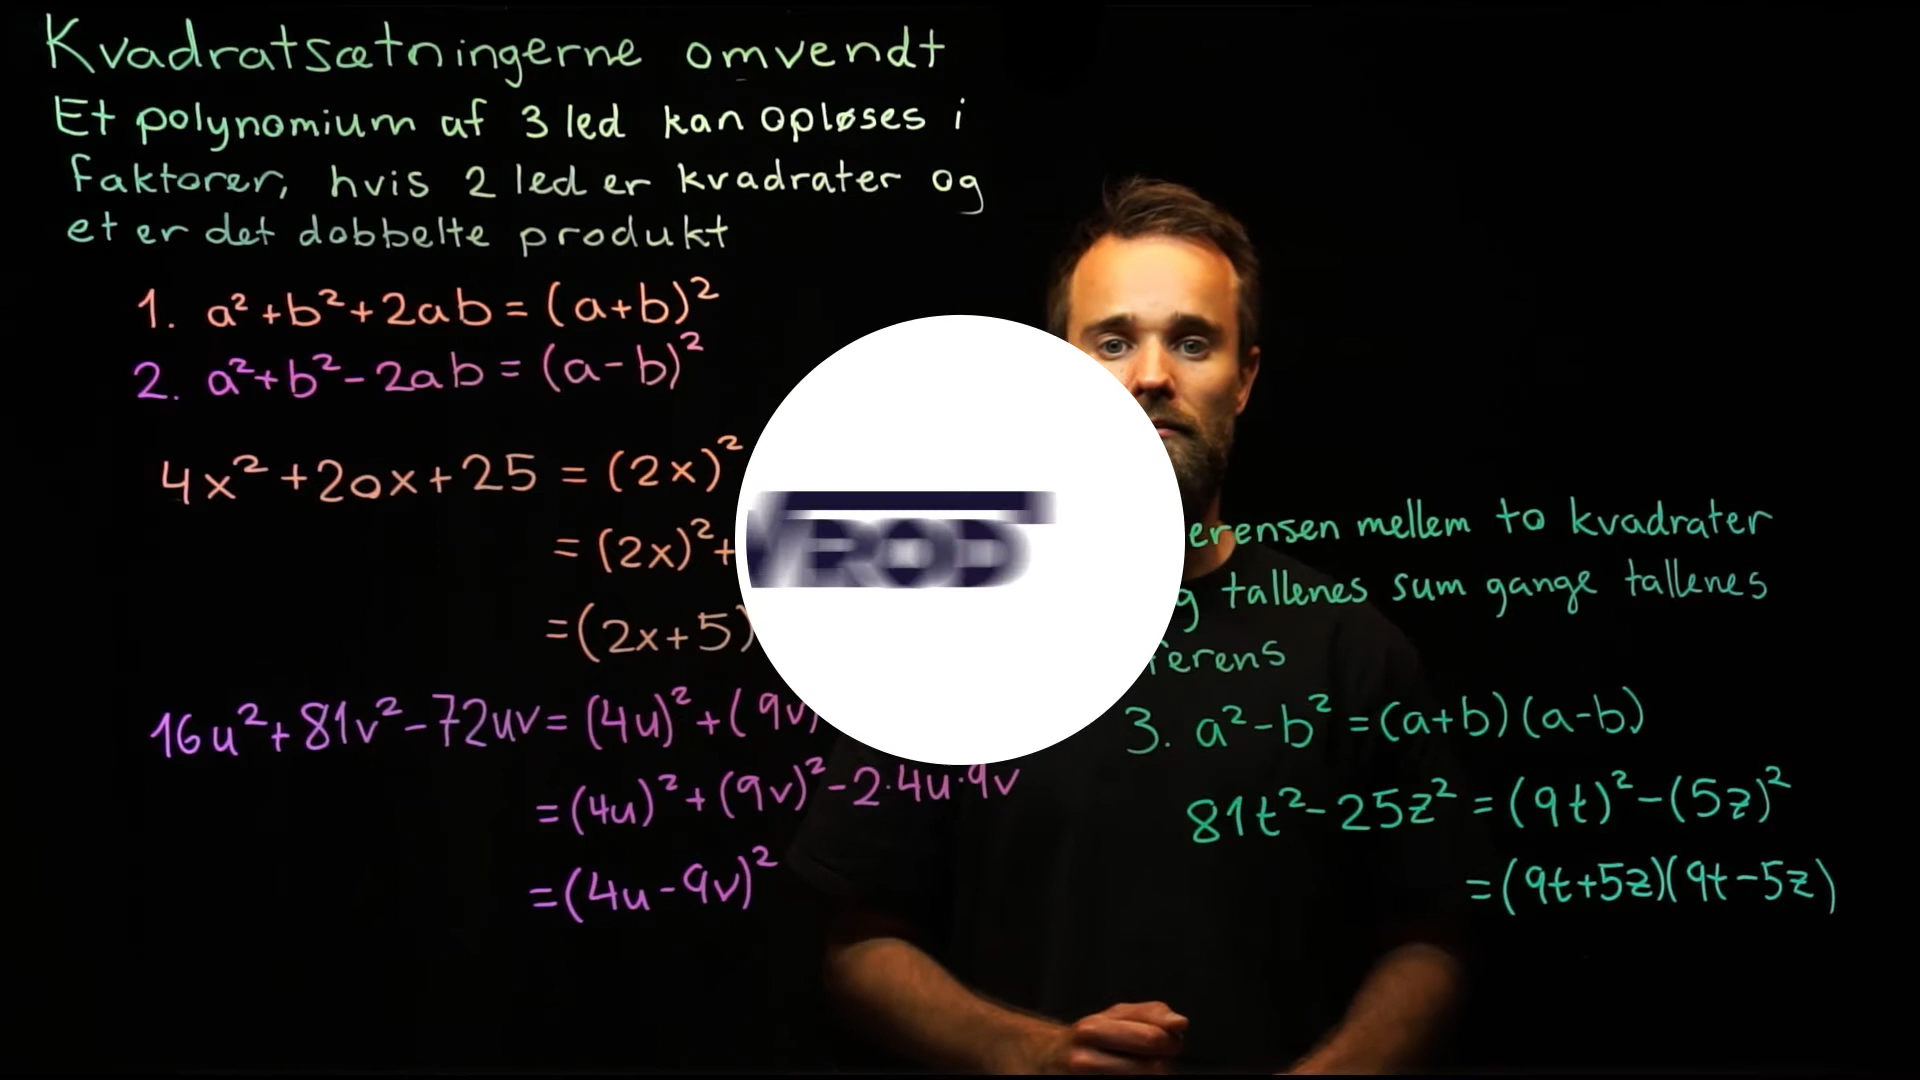 Kvadratsætningerne omvendt
Et polynomium af 3 led kan opløses i
faktorer, hvis 2 led er kvadrater og
et er det dobbelte produkt
1. a²+b²+2ab=(a+b)²
2. a²+b²-2ab=(a-b)²
4x²+20x+25=(2x)²
=(2x)²+
=(2x+5)
16u²+81v²-72uv=(4u)²+(9v)
=(4u)²+(9v)²-2·4u·9v
=(4u-9v)²
VROD
erensen mellem to kvadrater
tallenes sum gange tallenes
ferens
3. a²-b²=(a+b)(a-b)
81t²-25z²=(9t)²-(5z)²
=(9t+5z)(9t-5z)